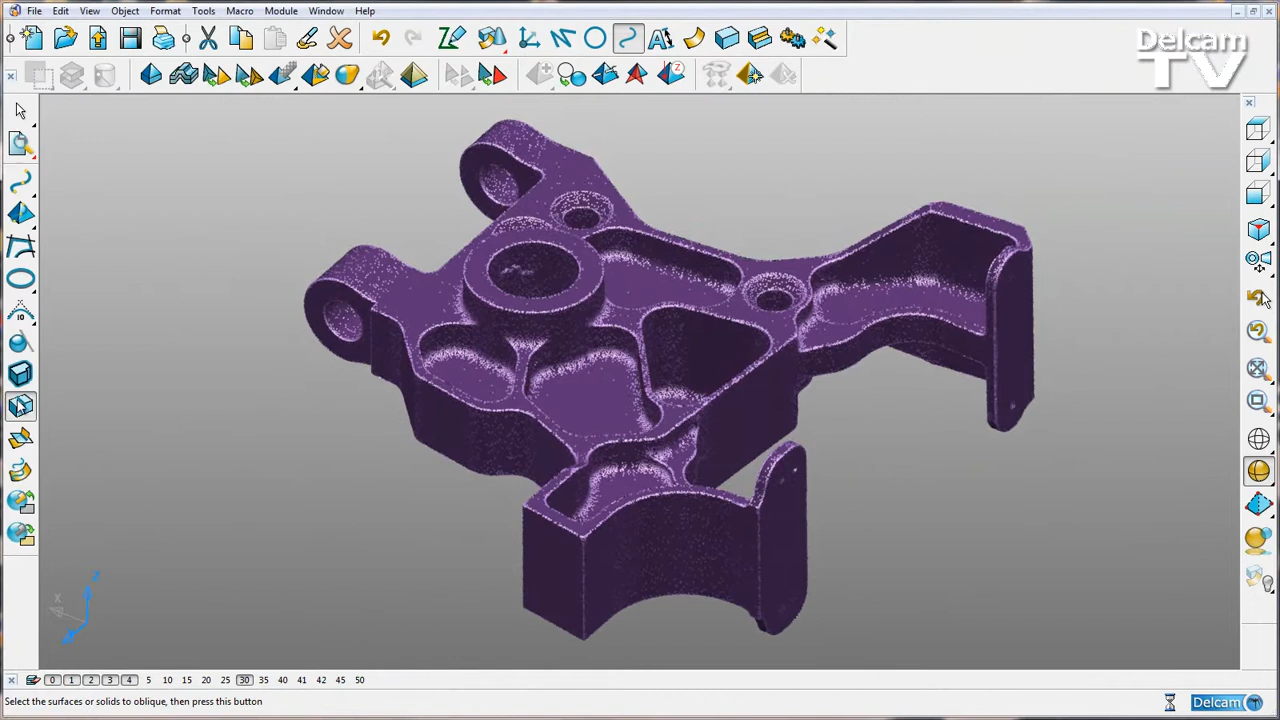 File Edit View Object Format Tools Macro Module Window Help
Delcam
TV
10
Z
X
Z
0 1 2 3 4 5 10 15 20 25 30 35 40 41 42 45 50
Select the surfaces or solids to oblique, then press this button
Delcam